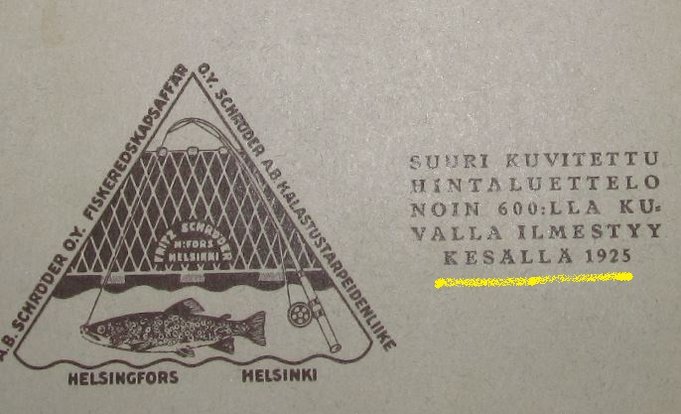 A.B. SCHRÖDER O.Y. FISKEREDSKAPSAFFÄR
O.Y. SCHRÖDER A.B. KALASTUSTARPEIDENLIIKE
FRITZ SCHRÖDER
H:FORS
HELSINKI
HELSINGFORS HELSINKI
SUURI KUVITETTU
HINTALUETTELO
NOIN 600:LLA KU-
VALLA ILMESTYY
KESÄLLÄ 1925